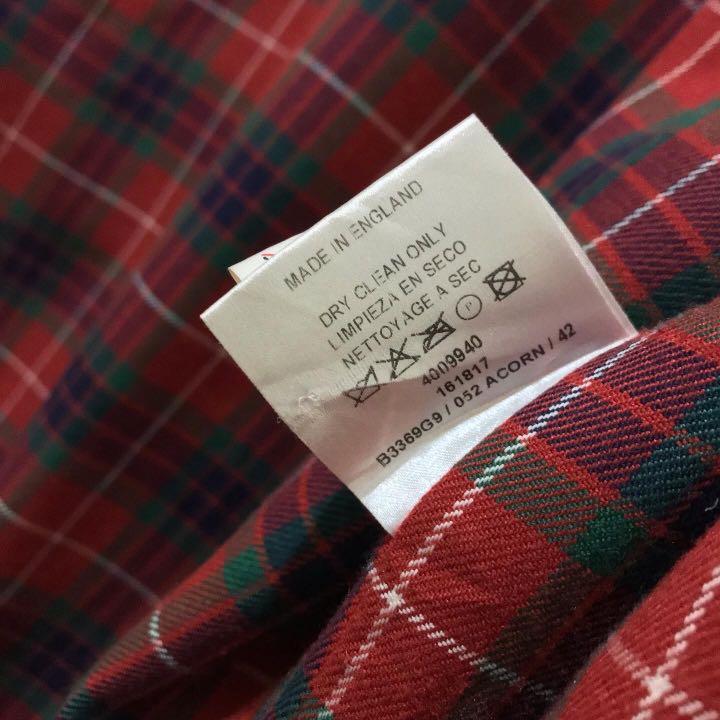 MADE IN ENGLAND
DRY CLEAN ONLY
LIMPIEZA EN SECO
NETTOYAGE A SEC
P
4009940
161817
B3369G9 / 052 ACORN / 42